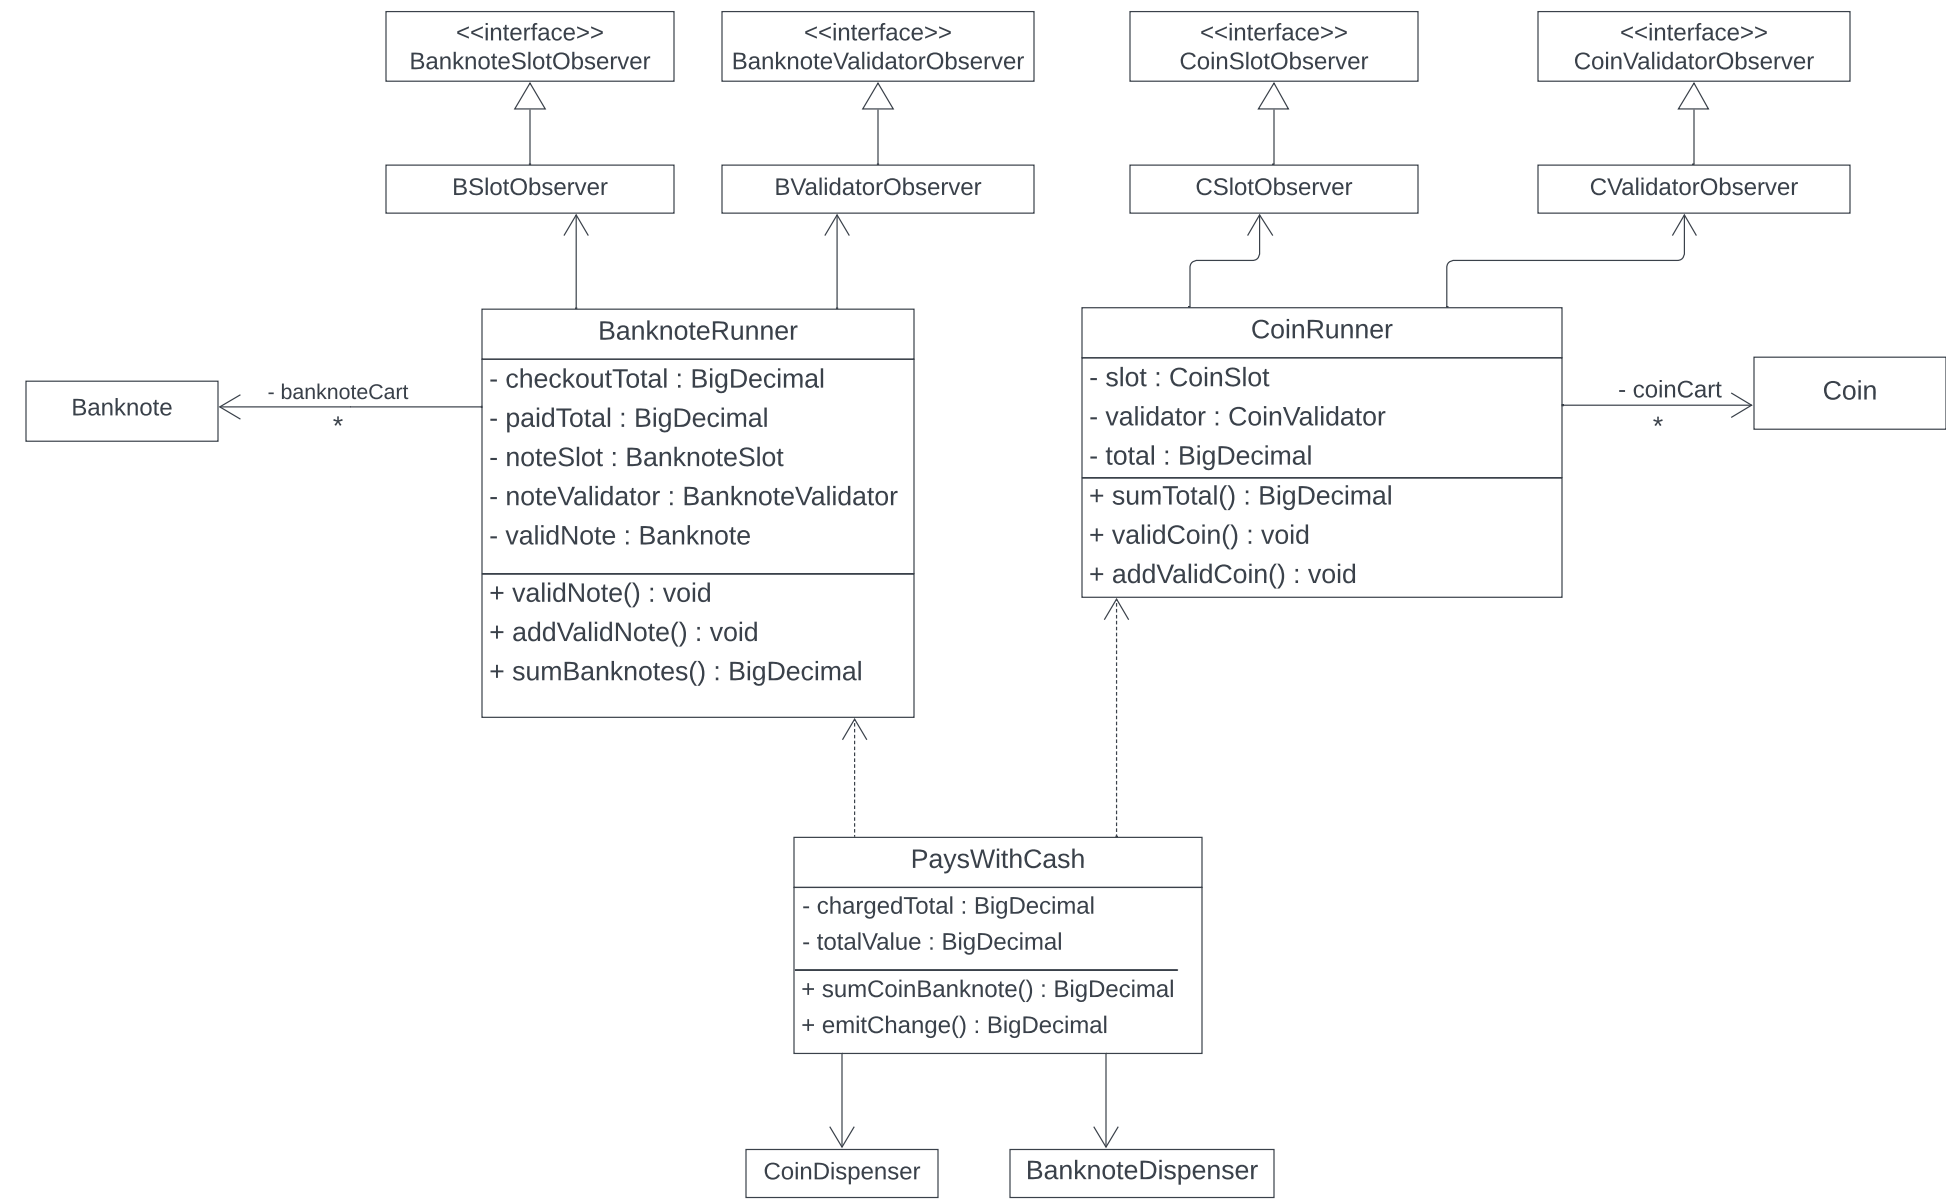 <<interface>>
BanknoteSlotObserver
<<interface>>
BanknoteValidatorObserver
<<interface>>
CoinSlotObserver
<<interface>>
CoinValidatorObserver
BSlotObserver
BValidatorObserver
CSlotObserver
CValidatorObserver
Banknote
- banknoteCart
*
BanknoteRunner
- checkoutTotal : BigDecimal
- paidTotal : BigDecimal
- noteSlot : BanknoteSlot
- noteValidator : BanknoteValidator
- validNote : Banknote
+ validNote() : void
+ addValidNote() : void
+ sumBanknotes() : BigDecimal
CoinRunner
- slot : CoinSlot
- validator : CoinValidator
- total : BigDecimal
+ sumTotal() : BigDecimal
+ validCoin() : void
+ addValidCoin() : void
- coinCart
*
Coin
PaysWithCash
- chargedTotal : BigDecimal
- totalValue : BigDecimal
+ sumCoinBanknote() : BigDecimal
+ emitChange() : BigDecimal
CoinDispenser
BanknoteDispenser